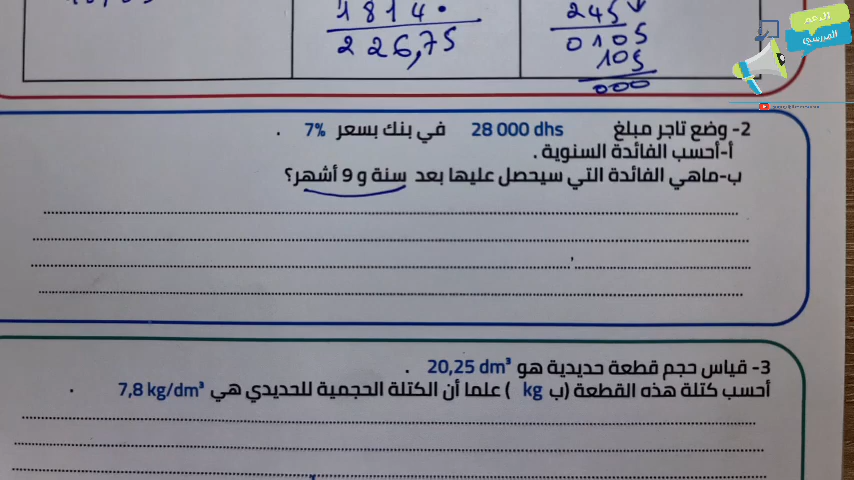 1814
226,75
245
0105
105
000
الدعم
المدرسي
2- وضع تاجر مبلغ 28 000 dhs في بنك بسعر 7% .
أ-أحسب الفائدة السنوية .
ب-ماهي الفائدة التي سيحصل عليها بعد سنة و 9 أشهر؟
3- قياس حجم قطعة حديدية هو 20,25 dm³ .
أحسب كتلة هذه القطعة (ب kg ) علما أن الكتلة الحجمية للحديدي هي 7,8 kg/dm³ .